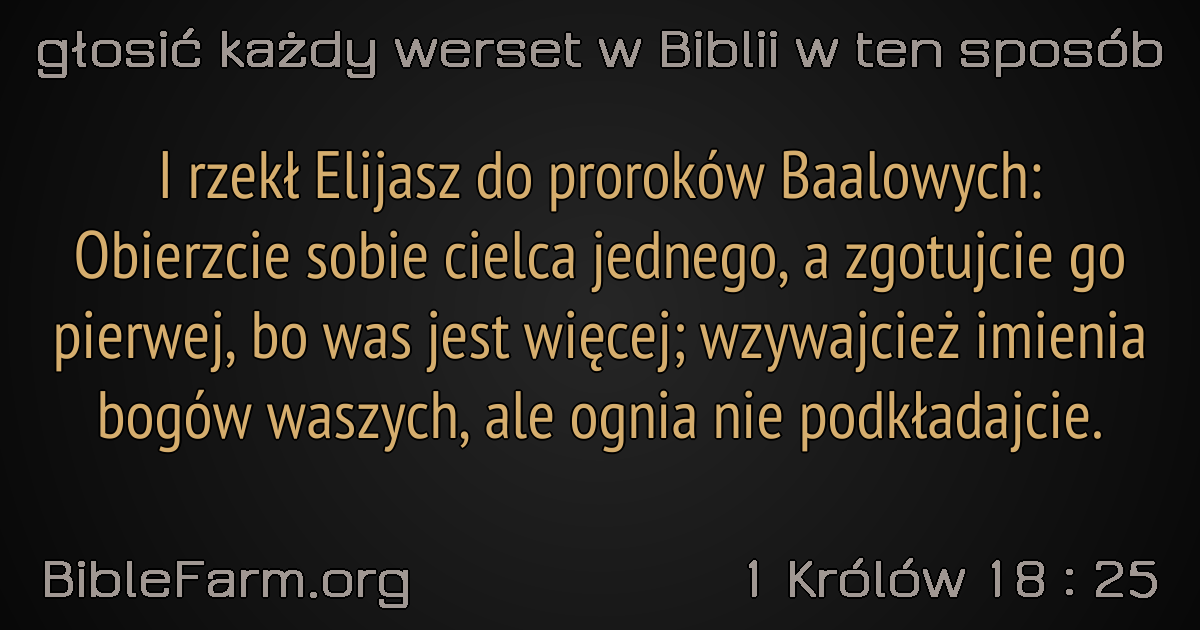 głosić każdy werset w Biblii w ten sposób
I rzekł Elijasz do proroków Baalowych:
Obierzcie sobie cielca jednego, a zgotujcie go
pierwej, bo was jest więcej; wzywajcież imienia
bogów waszych, ale ognia nie podkładajcie.
BibleFarm.org
1 Królów 18 : 25